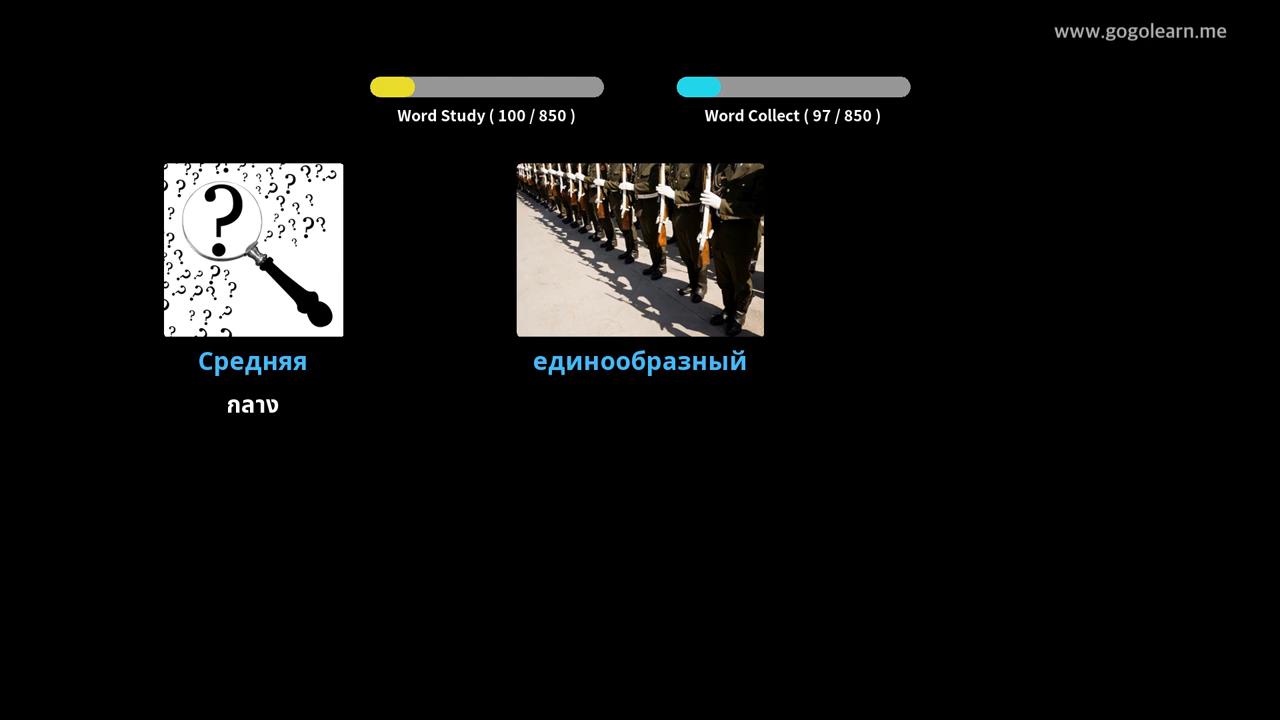 www.gogolearn.me
Word Study ( 100 / 850 )
Word Collect ( 97 / 850 )
?
Средняя
единообразный
กลาง